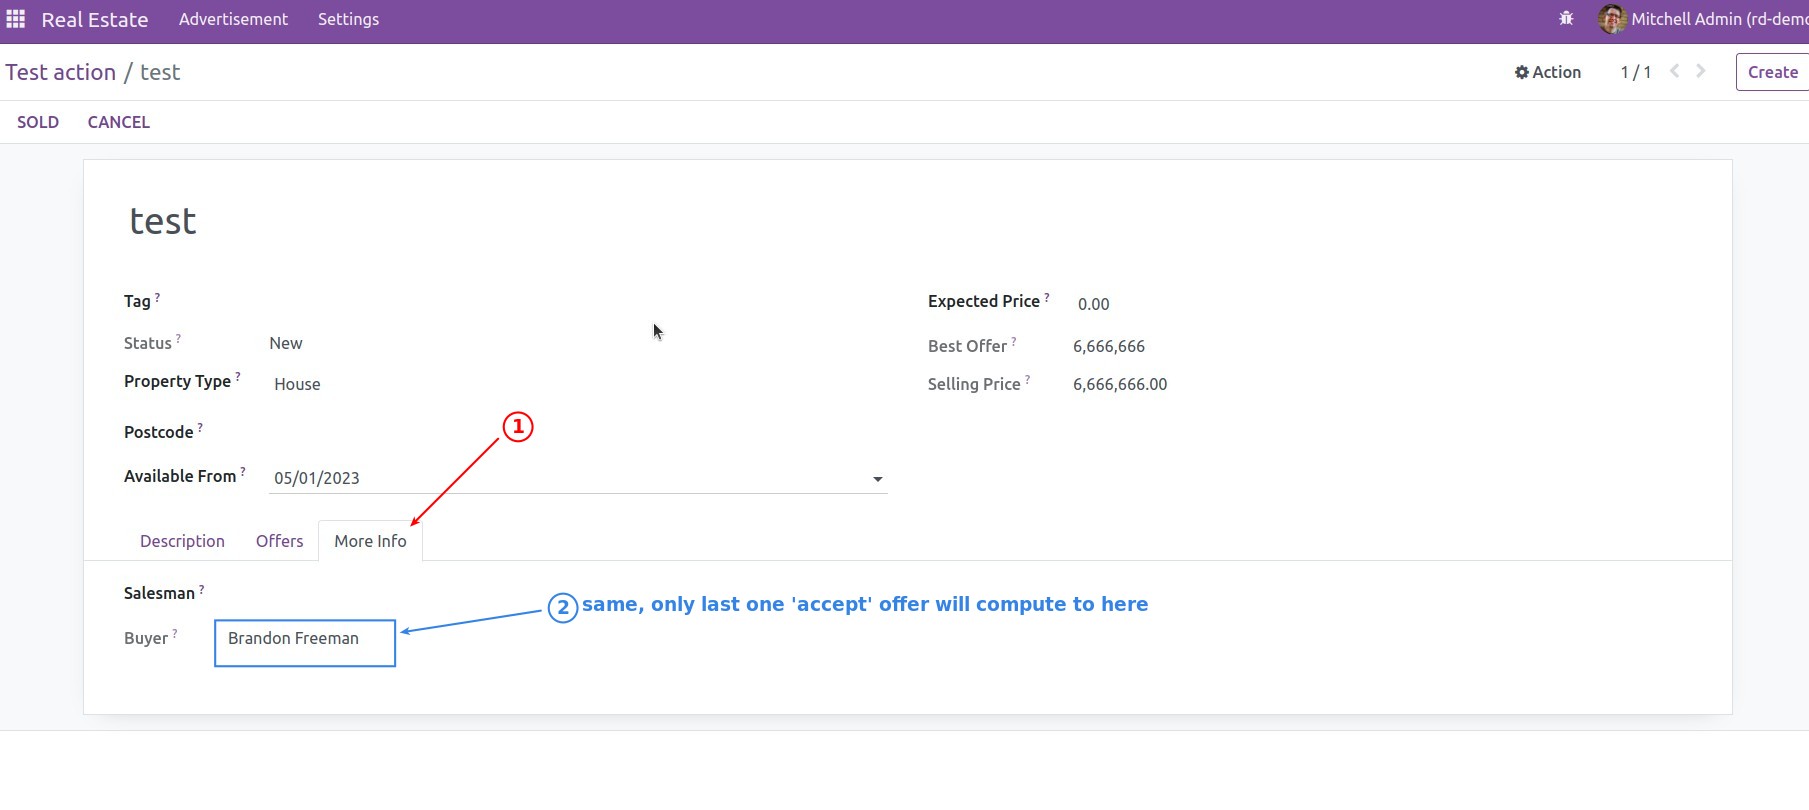 Real Estate Advertisement Settings Mitchell Admin (rd-demo
Test action / test Action 1 / 1 Create
SOLD CANCEL
test
Tag ? Expected Price ? 0.00
Status ? New Best Offer ? 6,666,666
Property Type ? House Selling Price ? 6,666,666.00
1
Postcode ?
Available From ? 05/01/2023
Description Offers More Info
Salesman ?
2 same, only last one 'accept' offer will compute to here
Buyer ? Brandon Freeman